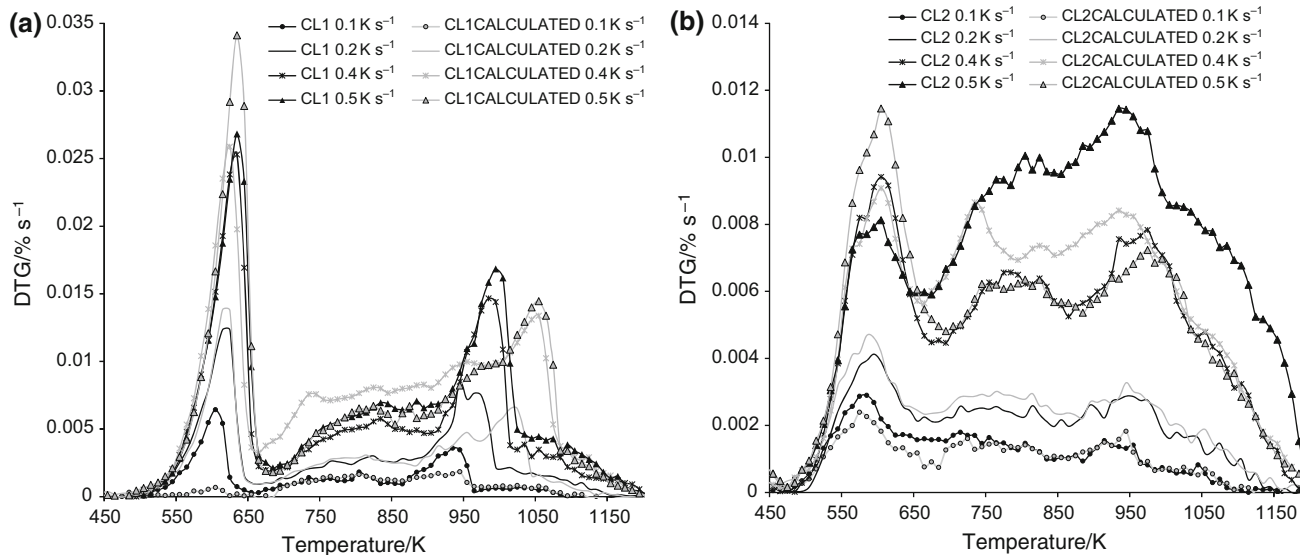 (a)
0.035
0.03
0.025
0.02
0.015
0.01
0.005
0
DTG/% s⁻¹
CL1 0.1 K s⁻¹
CL1 0.2 K s⁻¹
CL1 0.4 K s⁻¹
CL1 0.5 K s⁻¹
CL1CALCULATED 0.1 K s⁻¹
CL1CALCULATED 0.2 K s⁻¹
CL1CALCULATED 0.4 K s⁻¹
CL1CALCULATED 0.5 K s⁻¹
450 550 650 750 850 950 1050 1150
Temperature/K
(b)
0.014
0.012
0.01
0.008
0.006
0.004
0.002
0
DTG/% s⁻¹
CL2 0.1 K s⁻¹
CL2 0.2 K s⁻¹
CL2 0.4 K s⁻¹
CL2 0.5 K s⁻¹
CL2CALCULATED 0.1 K s⁻¹
CL2CALCULATED 0.2 K s⁻¹
CL2CALCULATED 0.4 K s⁻¹
CL2CALCULATED 0.5 K s⁻¹
450 550 650 750 850 950 1050 1150
Temperature/K